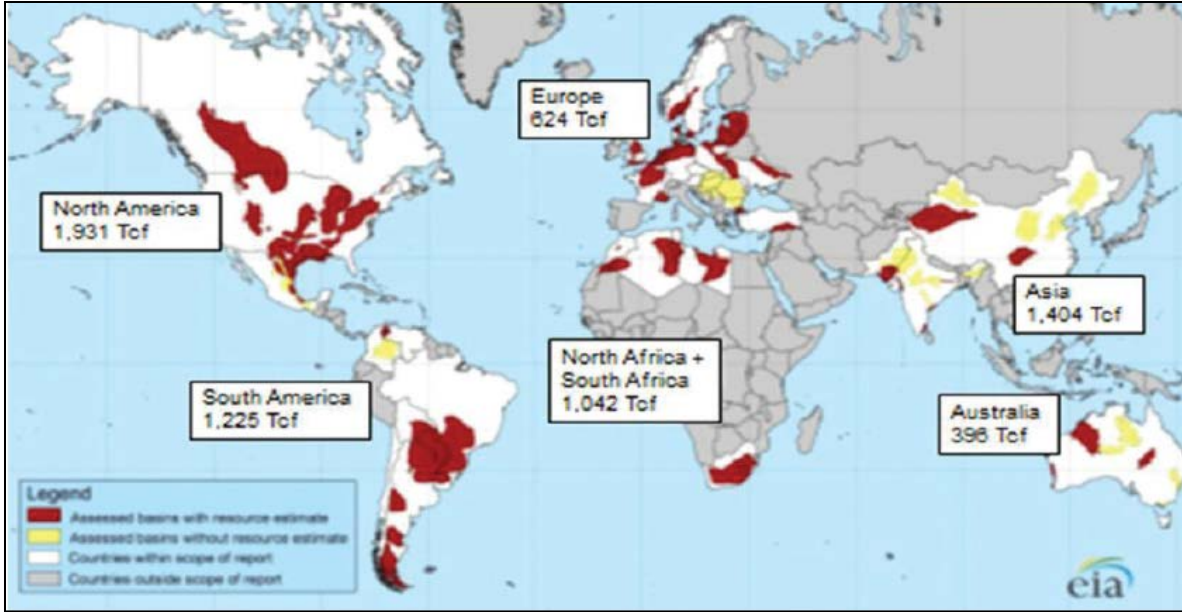 Europe
624 Tcf
North America
1,931 Tcf
Asia
1,404 Tcf
North Africa +
South Africa
1,042 Tcf
South America
1,225 Tcf
Australia
396 Tcf
Legend
Assessed basins with resource estimate
Assessed basins without resource estimate
Countries within scope of report
Countries outside scope of report
eia